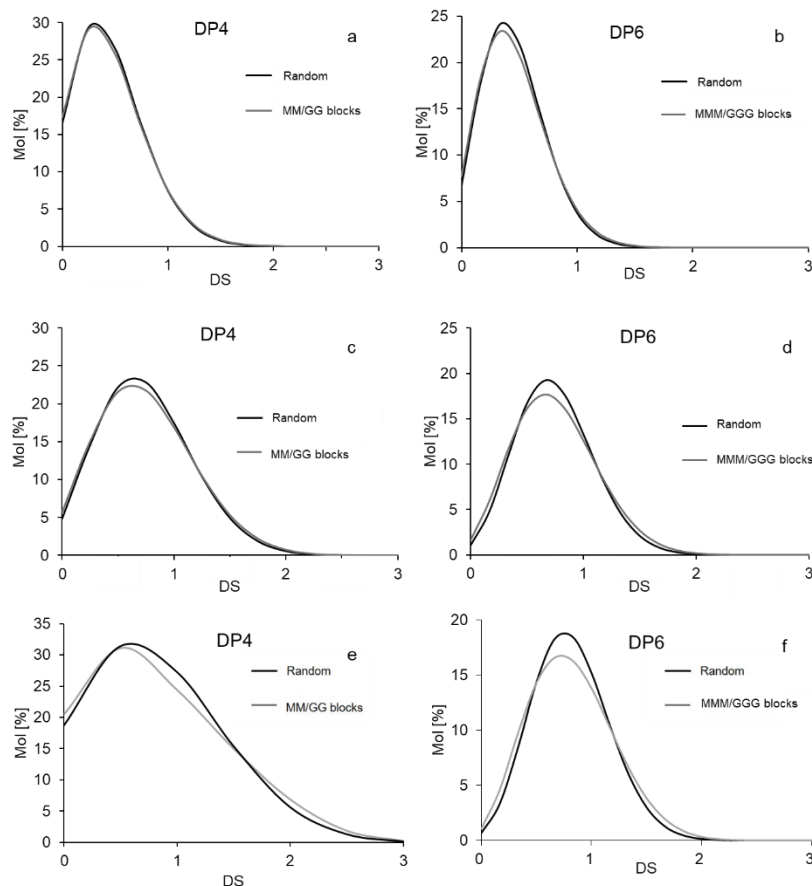 DP4
a
Random
MM/GG blocks
Mol [%]
30
25
20
15
10
5
0
0 1 2 3
DS
DP6
b
Random
MMM/GGG blocks
Mol [%]
25
20
15
10
5
0
0 1 2 3
DS
DP4
c
Random
MM/GG blocks
Mol [%]
30
25
20
15
10
5
0
0 1 2 3
DS
DP6
d
Random
MMM/GGG blocks
Mol [%]
25
20
15
10
5
0
0 1 2 3
DS
DP4
e
Random
MM/GG blocks
Mol [%]
35
30
25
20
15
10
5
0
0 1 2 3
DS
DP6
f
Random
MMM/GGG blocks
Mol [%]
20
15
10
5
0
0 1 2 3
DS